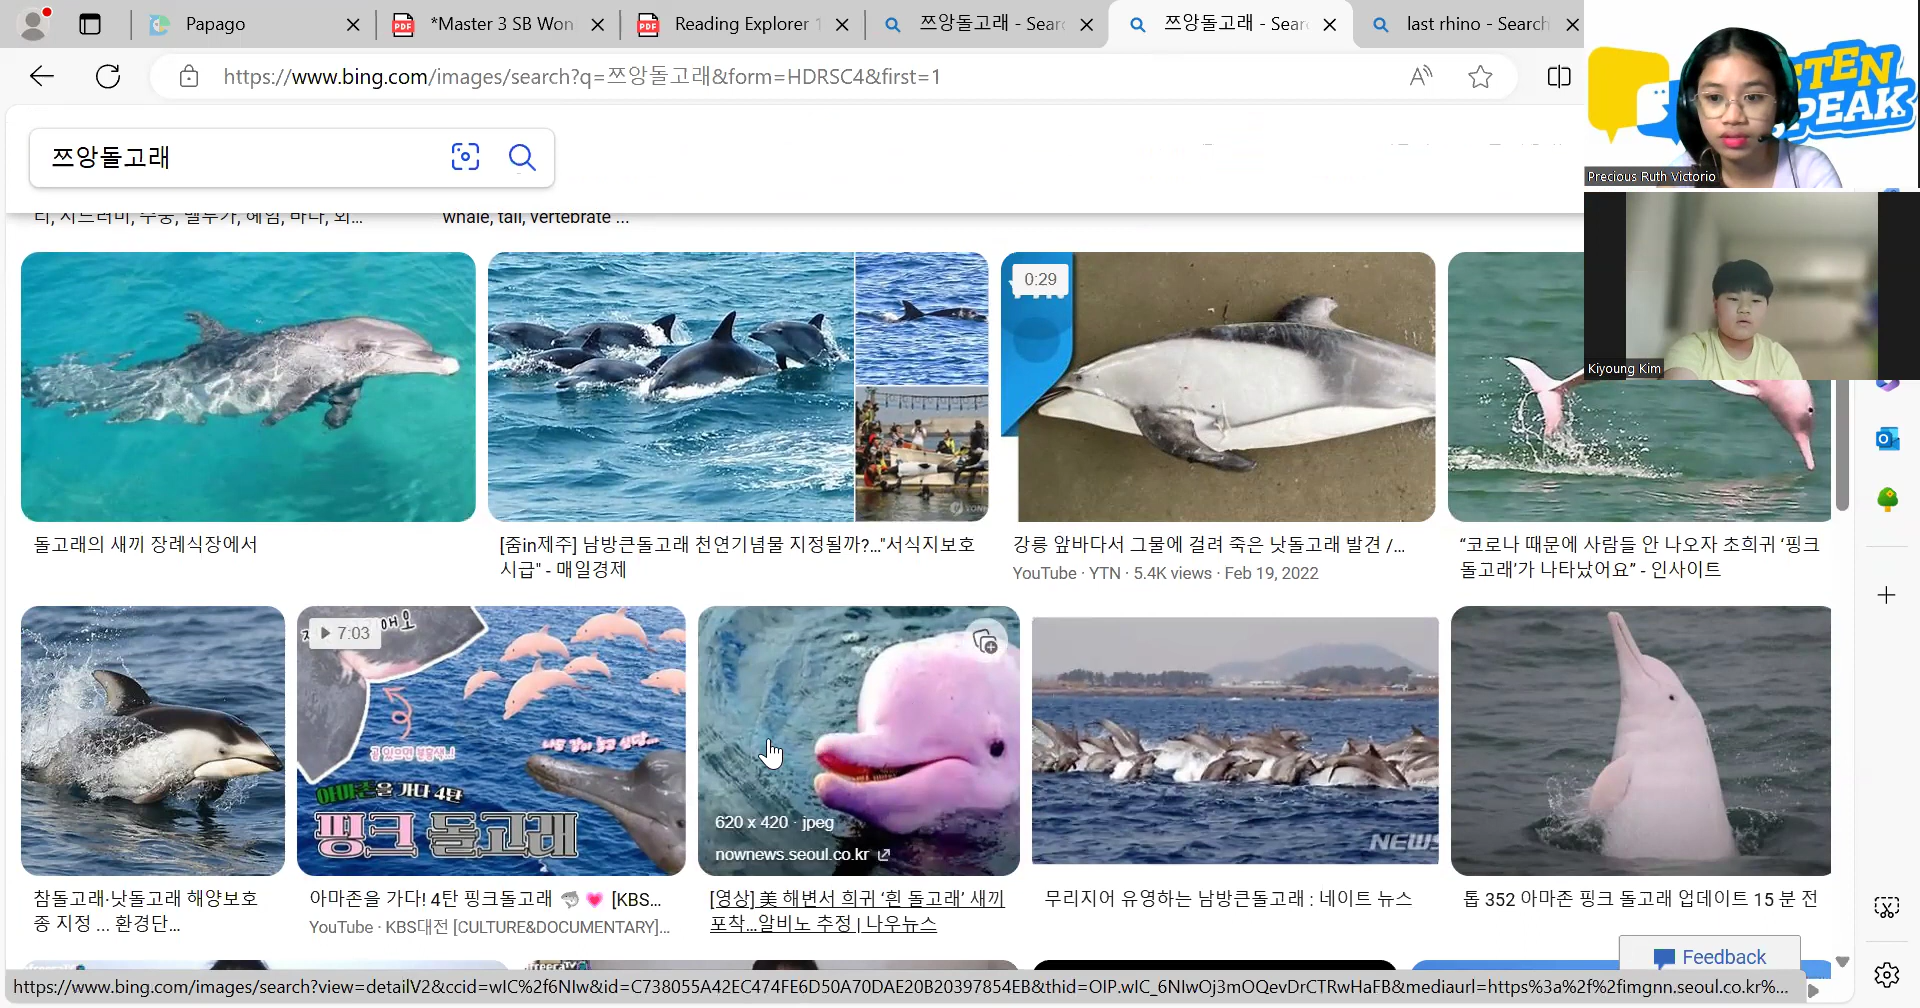 Papago
*Master 3 SB Won
Reading Explorer 1
쯔양돌고래 - Sear
쯔앙돌고래 - Sear
last rhino - Search
https://www.bing.com/images/search?q=쯔앙돌고래&form=HDRSC4&first=1
쯔앙돌고래
whale, tail, vertebrate ...
STEN
SPEAK
Precious Ruth Victorio
Kiyoung Kim
0:29
돌고래의 새끼 장례식장에서
[줌in제주] 남방큰돌고래 천연기념물 지정될까?..."서식지보호
시급" - 매일경제
강릉 앞바다서 그물에 걸려 죽은 낫돌고래 발견 /...
YouTube · YTN · 5.4K views · Feb 19, 2022
“코로나 때문에 사람들 안 나오자 초희귀 ‘핑크
돌고래’가 나타났어요” - 인사이트
7:03
아마존을 가다 4탄
핑크 돌고래
620 x 420 · jpeg
nownews.seoul.co.kr
NEWS
참돌고래·낫돌고래 해양보호
종 지정 ... 환경단...
아마존을 가다! 4탄 핑크돌고래 🦈 💗 [KBS...
YouTube · KBS대전 [CULTURE&DOCUMENTARY]...
[영상] 美 해변서 희귀 ‘흰 돌고래’ 새끼
포착...알비노 추정 | 나우뉴스
무리지어 유영하는 남방큰돌고래 : 네이트 뉴스
톱 352 아마존 핑크 돌고래 업데이트 15 분 전
Feedback
https://www.bing.com/images/search?view=detailV2&ccid=wIC%2f6NIw&id=C738055A42EC474FE6D50A70DAE20B20397854EB&thid=OIP.wIC_6NIwOj3mOQevDrCTRwHaFB&mediaurl=https%3a%2f%2fimgnn.seoul.co.kr%...